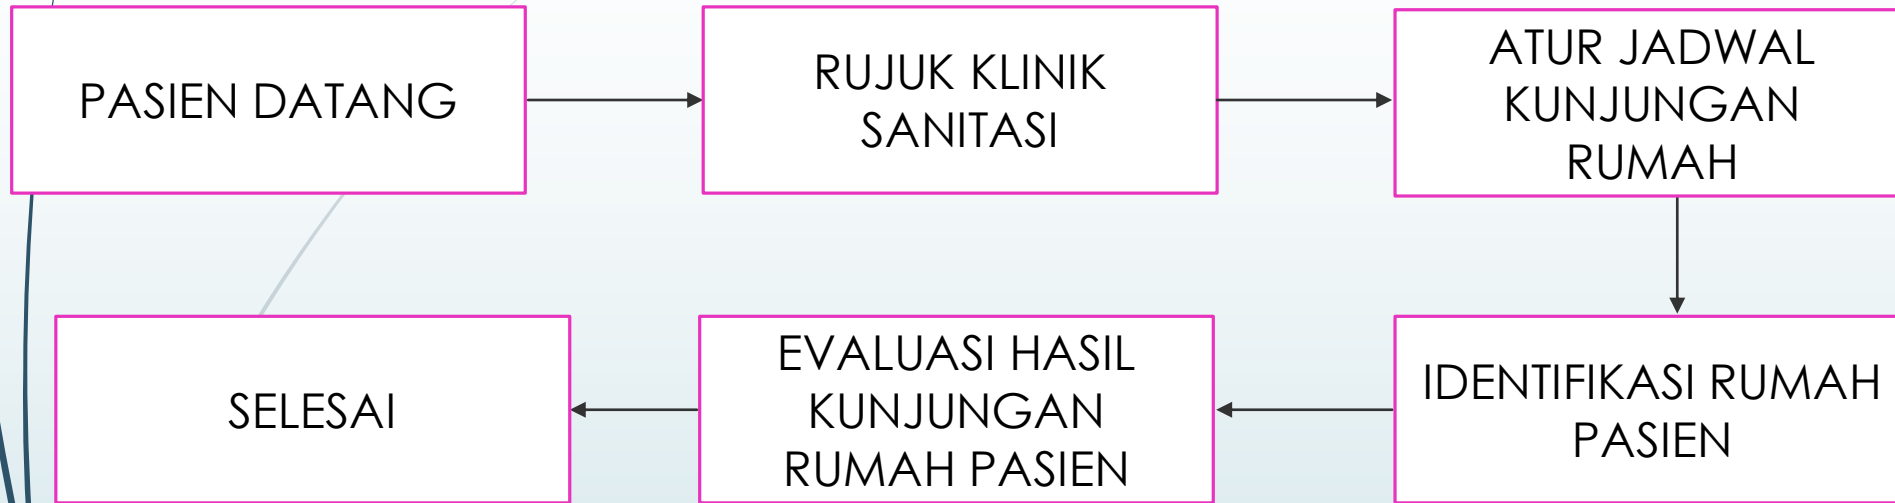 PASIEN DATANG
RUJUK KLINIK
SANITASI
ATUR JADWAL
KUNJUNGAN
RUMAH
IDENTIFIKASI RUMAH
PASIEN
EVALUASI HASIL
KUNJUNGAN
RUMAH PASIEN
SELESAI